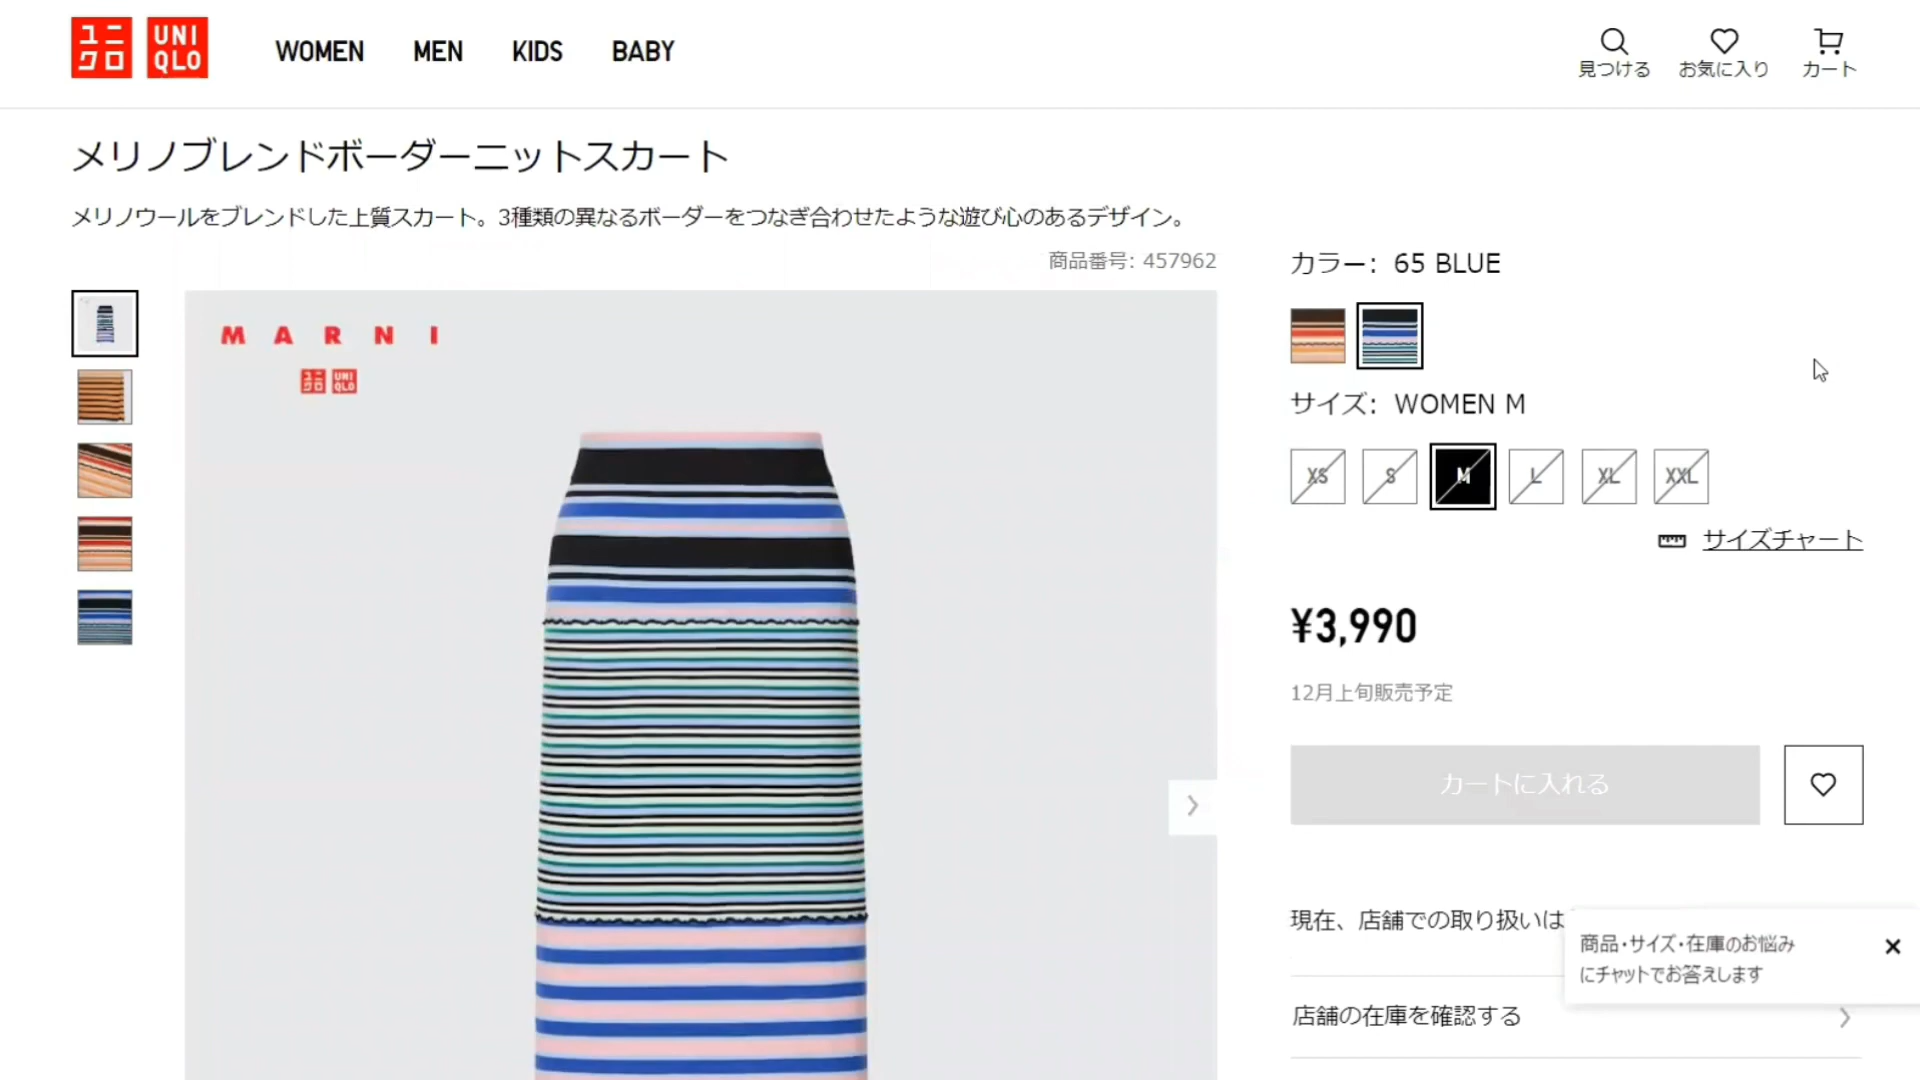 ユニクロ UNIQLO
WOMEN MEN KIDS BABY
見つける お気に入り カート
メリノブレンドボーダーニットスカート
メリノウールをブレンドした上質スカート。3種類の異なるボーダーをつなぎ合わせたような遊び心のあるデザイン。
商品番号: 457962
MARNI
ユニクロ UNIQLO
カラー: 65 BLUE
サイズ: WOMEN M
XS S M L XL XXL
サイズチャート
¥3,990
12月上旬販売予定
カートに入れる
現在、店舗での取り扱いは
商品・サイズ・在庫のお悩み
にチャットでお答えします
店舗の在庫を確認する